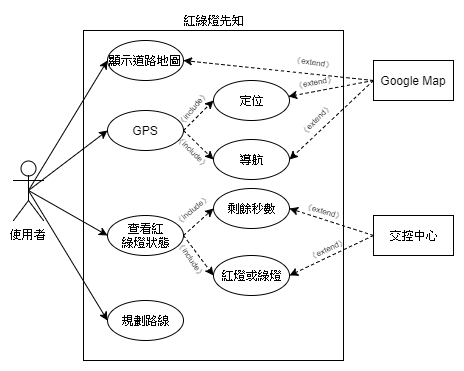 紅綠燈先知
顯示道路地圖
《extend》
《extend》
Google Map
《include》
定位
GPS
《extend》
《include》
導航
使用者
查看紅
綠燈狀態
《include》
剩餘秒數
《extend》
交控中心
《include》
《extend》
紅燈或綠燈
規劃路線